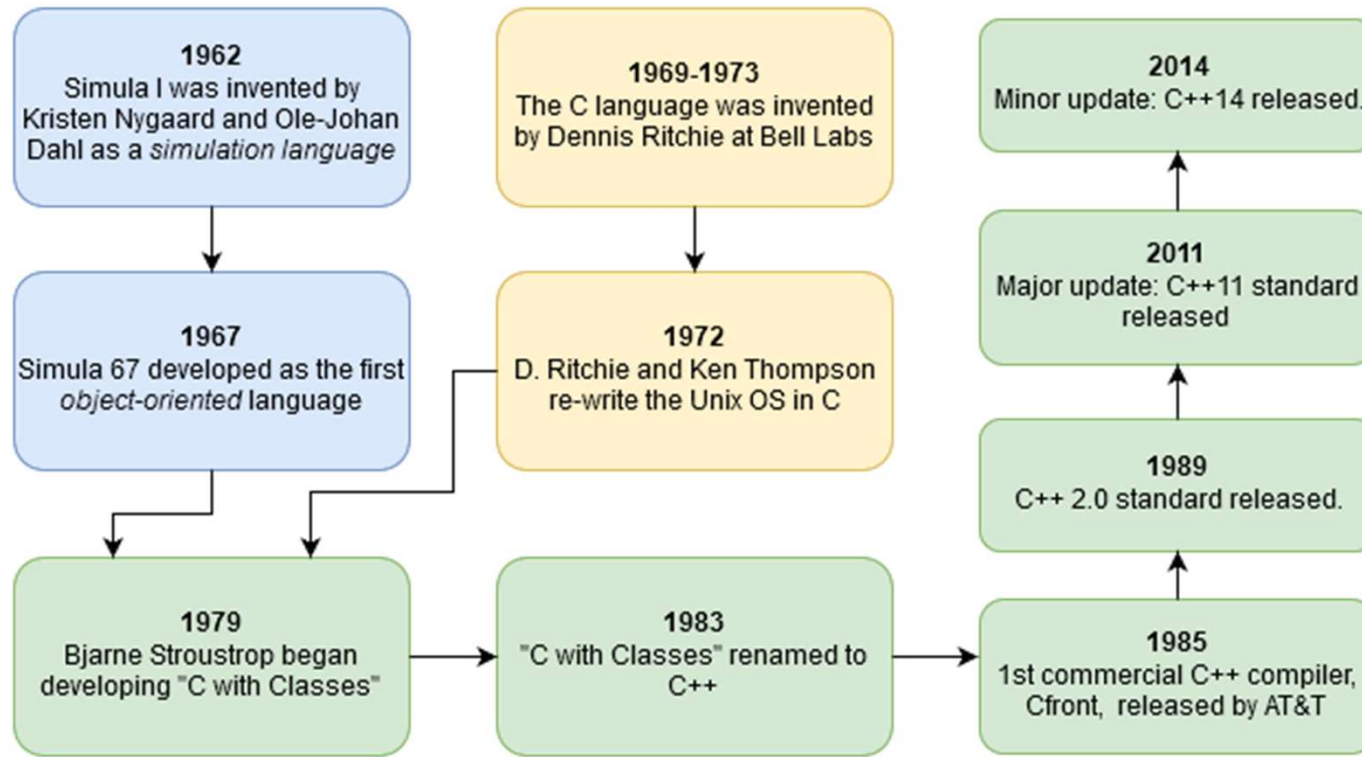 1962
Simula I was invented by
Kristen Nygaard and Ole-Johan
Dahl as a simulation language
1969-1973
The C language was invented
by Dennis Ritchie at Bell Labs
2014
Minor update: C++14 released.
2011
Major update: C++11 standard
released
1967
Simula 67 developed as the first
object-oriented language
1972
D. Ritchie and Ken Thompson
re-write the Unix OS in C
1989
C++ 2.0 standard released.
1979
Bjarne Stroustrop began
developing "C with Classes"
1983
"C with Classes" renamed to
C++
1985
1st commercial C++ compiler,
Cfront, released by AT&T